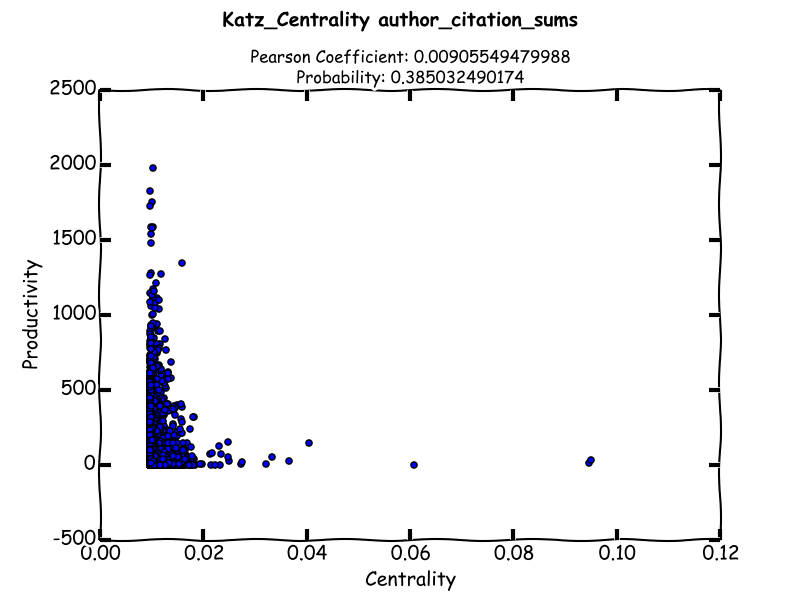 Katz_Centrality author_citation_sums
Pearson Coefficient: 0.00905549479988
Probability: 0.385032490174
2500
2000
1500
1000
500
0
-500
Productivity
0.00 0.02 0.04 0.06 0.08 0.10 0.12
Centrality